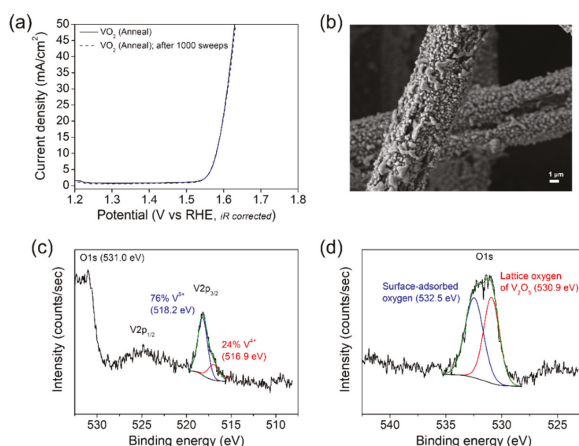 (a)
VO2 (Anneal)
VO2 (Anneal); after 1000 sweeps
Current density (mA/cm2)
50
45
40
35
30
25
20
15
10
5
0
1.2 1.3 1.4 1.5 1.6 1.7 1.8
Potential (V vs RHE, iR corrected)
(b)
1 μm
(c)
O1s (531.0 eV)
V2p3/2
76% V5+
(518.2 eV)
V2p1/2
24% V4+
(516.9 eV)
Intensity (counts/sec)
530 525 520 515 510
Binding energy (eV)
(d)
O1s
Surface-adsorbed
oxygen (532.5 eV)
Lattice oxygen
of V2O5 (530.9 eV)
Intensity (counts/sec)
540 535 530 525
Binding energy (eV)